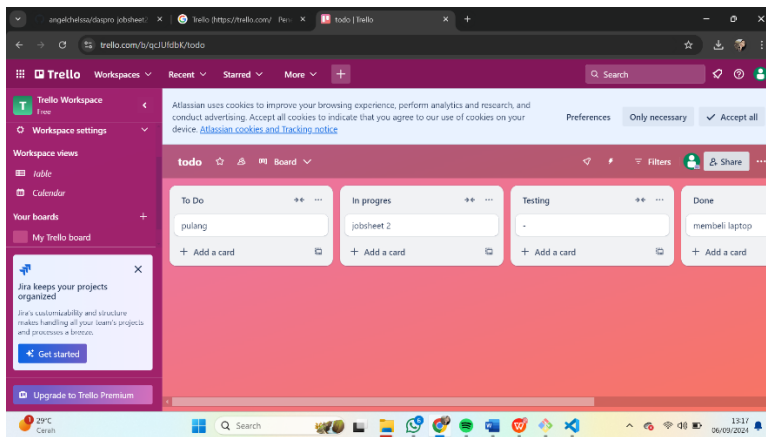 angelchelssa/daspro jobsheet2
Trello (https://trello.com/ Pen
todo | Trello
trello.com/b/qcJUfdbK/todo
Trello
Workspaces
Recent
Starred
More
Search
T
Trello Workspace
Free
Workspace settings
Workspace views
Table
Calendar
Your boards
My Trello board
Jira keeps your projects
organized
Jira's customizability and structure
makes handling all your team's projects
and processes a breeze.
Get started
Upgrade to Trello Premium
Atlassian uses cookies to improve your browsing experience, perform analytics and research, and
conduct advertising. Accept all cookies to indicate that you agree to our use of cookies on your
device. Atlassian cookies and Tracking notice
Preferences
Only necessary
Accept all
todo
Board
Filters
Share
To Do
pulang
Add a card
In progres
jobsheet 2
Add a card
Testing
-
Add a card
Done
membeli laptop
Add a card
29°C
Cerah
Search
13:17
06/09/2024